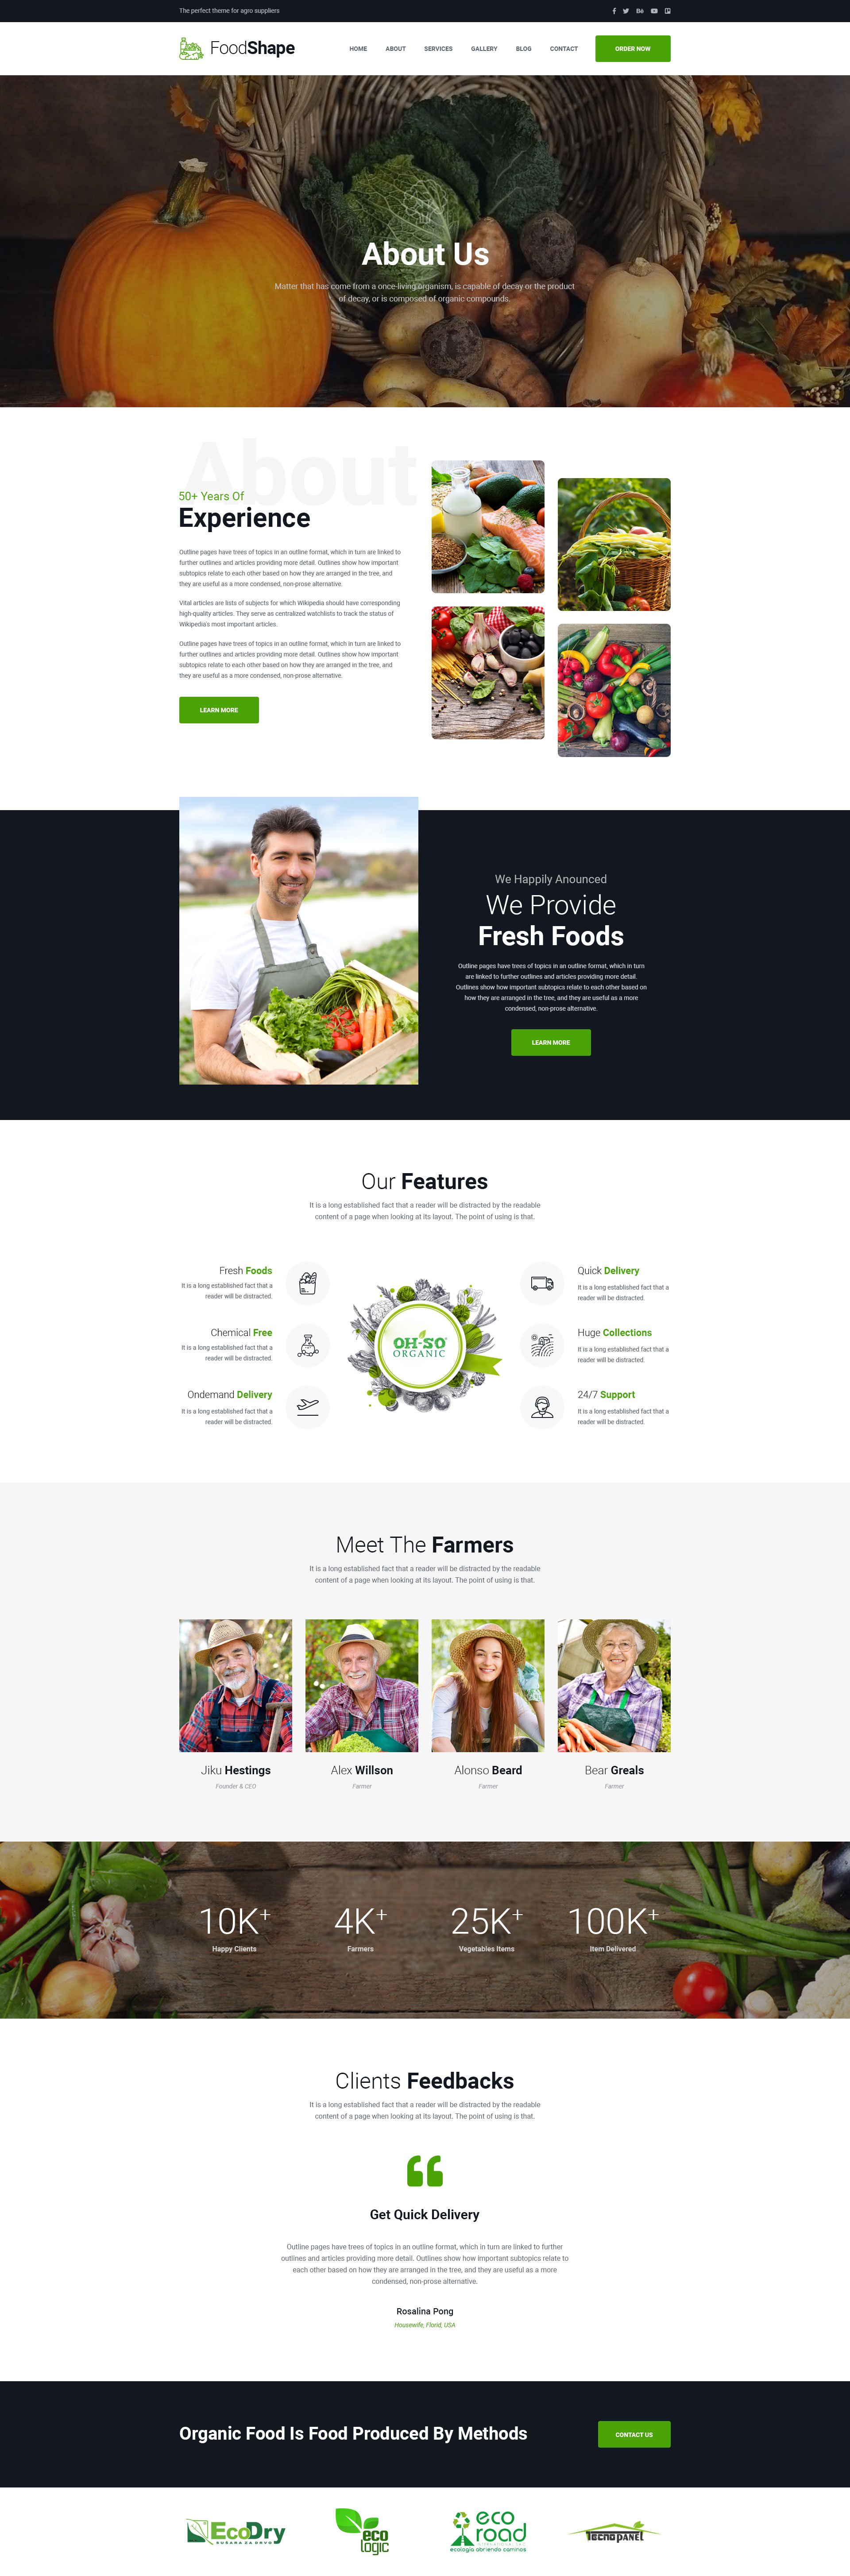 The perfect theme for agro suppliers
FoodShape
HOME
ABOUT
SERVICES
GALLERY
BLOG
CONTACT
ORDER NOW
About Us
Matter that has come from a once-living organism, is capable of decay or the product
of decay, or is composed of organic compounds.
About
50+ Years Of
Experience
Outline pages have trees of topics in an outline format, which in turn are linked to
further outlines and articles providing more detail. Outlines show how important
subtopics relate to each other based on how they are arranged in the tree, and
they are useful as a more condensed, non-prose alternative.
Vital articles are lists of subjects for which Wikipedia should have corresponding
high-quality articles. They serve as centralized watchlists to track the status of
Wikipedia's most important articles.
Outline pages have trees of topics in an outline format, which in turn are linked to
further outlines and articles providing more detail. Outlines show how important
subtopics relate to each other based on how they are arranged in the tree, and
they are useful as a more condensed, non-prose alternative.
LEARN MORE
We Happily Anounced
We Provide
Fresh Foods
Outline pages have trees of topics in an outline format, which in turn
are linked to further outlines and articles providing more detail.
Outlines show how important subtopics relate to each other based on
how they are arranged in the tree, and they are useful as a more
condensed, non-prose alternative.
LEARN MORE
Our Features
It is a long established fact that a reader will be distracted by the readable
content of a page when looking at its layout. The point of using is that.
Fresh Foods
It is a long established fact that a
reader will be distracted.
Chemical Free
It is a long established fact that a
reader will be distracted.
Ondemand Delivery
It is a long established fact that a
reader will be distracted.
OH-SO
ORGANIC
Quick Delivery
It is a long established fact that a
reader will be distracted.
Huge Collections
It is a long established fact that a
reader will be distracted.
24/7 Support
It is a long established fact that a
reader will be distracted.
Meet The Farmers
It is a long established fact that a reader will be distracted by the readable
content of a page when looking at its layout. The point of using is that.
Jiku Hestings
Founder & CEO
Alex Willson
Farmer
Alonso Beard
Farmer
Bear Greals
Farmer
10K+
Happy Clients
4K+
Farmers
25K+
Vegetables Items
100K+
Item Delivered
Clients Feedbacks
It is a long established fact that a reader will be distracted by the readable
content of a page when looking at its layout. The point of using is that.
Get Quick Delivery
Outline pages have trees of topics in an outline format, which in turn are linked to further
outlines and articles providing more detail. Outlines show how important subtopics relate to
each other based on how they are arranged in the tree, and they are useful as a more
condensed, non-prose alternative.
Rosalina Pong
Housewife, Florid, USA
Organic Food Is Food Produced By Methods
CONTACT US
EcoDry
SUŠARA ZA DRVO
eco
logic
eco
road
ecología abriendo caminos
TECNOPANEL